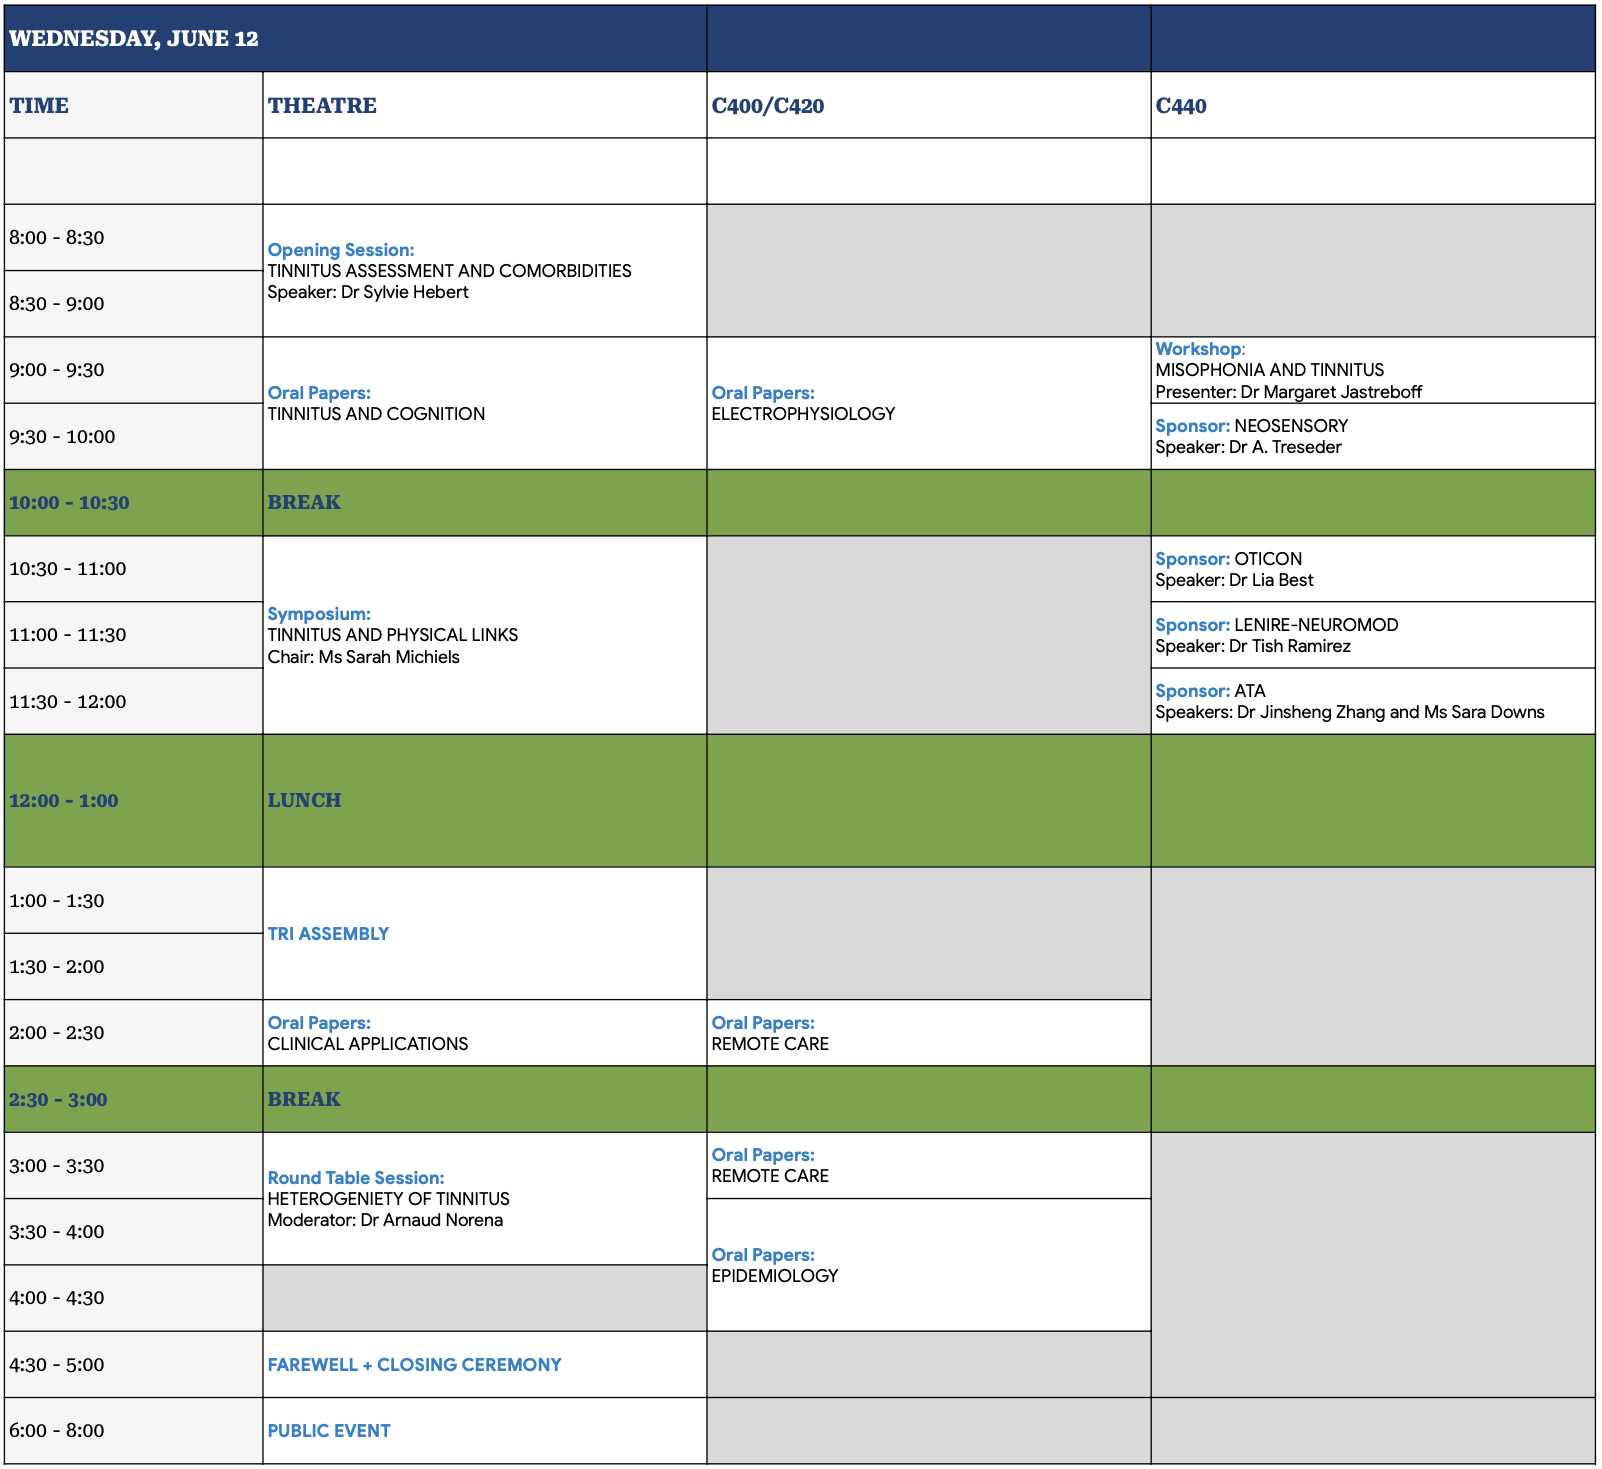 WEDNESDAY, JUNE 12
TIME
THEATRE
C400/C420
C440
8:00 - 8:30
Opening Session:
TINNITUS ASSESSMENT AND COMORBIDITIES
Speaker: Dr Sylvie Hebert
8:30 - 9:00
9:00 - 9:30
Oral Papers:
TINNITUS AND COGNITION
Oral Papers:
ELECTROPHYSIOLOGY
Workshop:
MISOPHONIA AND TINNITUS
Presenter: Dr Margaret Jastreboff
9:30 - 10:00
Sponsor: NEOSENSORY
Speaker: Dr A. Treseder
10:00 - 10:30
BREAK
10:30 - 11:00
Symposium:
TINNITUS AND PHYSICAL LINKS
Chair: Ms Sarah Michiels
Sponsor: OTICON
Speaker: Dr Lia Best
11:00 - 11:30
Sponsor: LENIRE-NEUROMOD
Speaker: Dr Tish Ramirez
11:30 - 12:00
Sponsor: ATA
Speakers: Dr Jinsheng Zhang and Ms Sara Downs
12:00 - 1:00
LUNCH
1:00 - 1:30
TRI ASSEMBLY
1:30 - 2:00
2:00 - 2:30
Oral Papers:
CLINICAL APPLICATIONS
Oral Papers:
REMOTE CARE
2:30 - 3:00
BREAK
3:00 - 3:30
Round Table Session:
HETEROGENIETY OF TINNITUS
Moderator: Dr Arnaud Norena
Oral Papers:
REMOTE CARE
3:30 - 4:00
Oral Papers:
EPIDEMIOLOGY
4:00 - 4:30
4:30 - 5:00
FAREWELL + CLOSING CEREMONY
6:00 - 8:00
PUBLIC EVENT